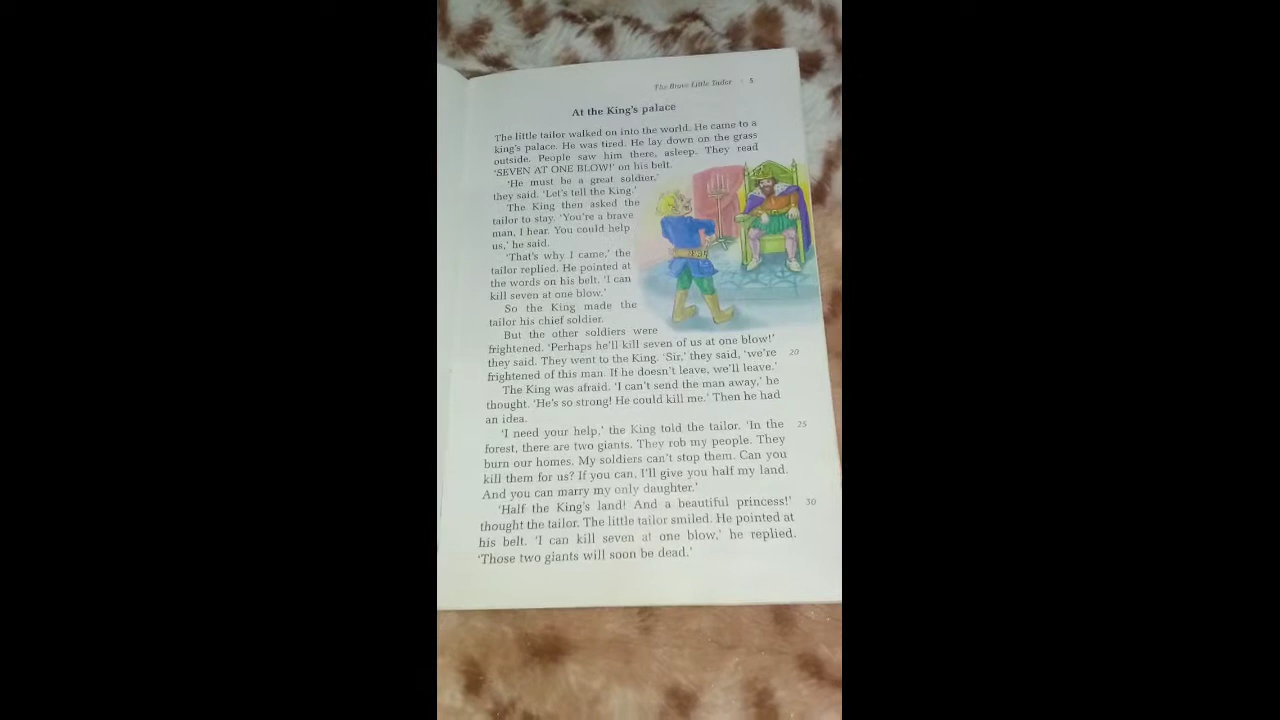 The Brave Little Tailor 5
At the King's palace
The little tailor walked on into the world. He came to a
king's palace. He was tired. He lay down on the grass
outside. People saw him there, asleep. They read
'SEVEN AT ONE BLOW!' on his belt.
'He must be a great soldier,'
they said. 'Let's tell the King.'
The King then asked the
tailor to stay. 'You're a brave
man, I hear. You could help
us,' he said.
'That's why I came,' the
tailor replied. He pointed at
the words on his belt. 'I can
kill seven at one blow.'
So the King made the
tailor his chief soldier.
But the other soldiers were
frightened. 'Perhaps he'll kill seven of us at one blow!'
they said. They went to the King. 'Sir,' they said, 'we're 20
frightened of this man. If he doesn't leave, we'll leave.'
The King was afraid. 'I can't send the man away,' he
thought. 'He's so strong! He could kill me.' Then he had
an idea.
'I need your help,' the King told the tailor. 'In the 25
forest, there are two giants. They rob my people. They
burn our homes. My soldiers can't stop them. Can you
kill them for us? If you can, I'll give you half my land.
And you can marry my only daughter.'
'Half the King's land! And a beautiful princess!' 30
thought the tailor. The little tailor smiled. He pointed at
his belt. 'I can kill seven at one blow,' he replied.
'Those two giants will soon be dead.'